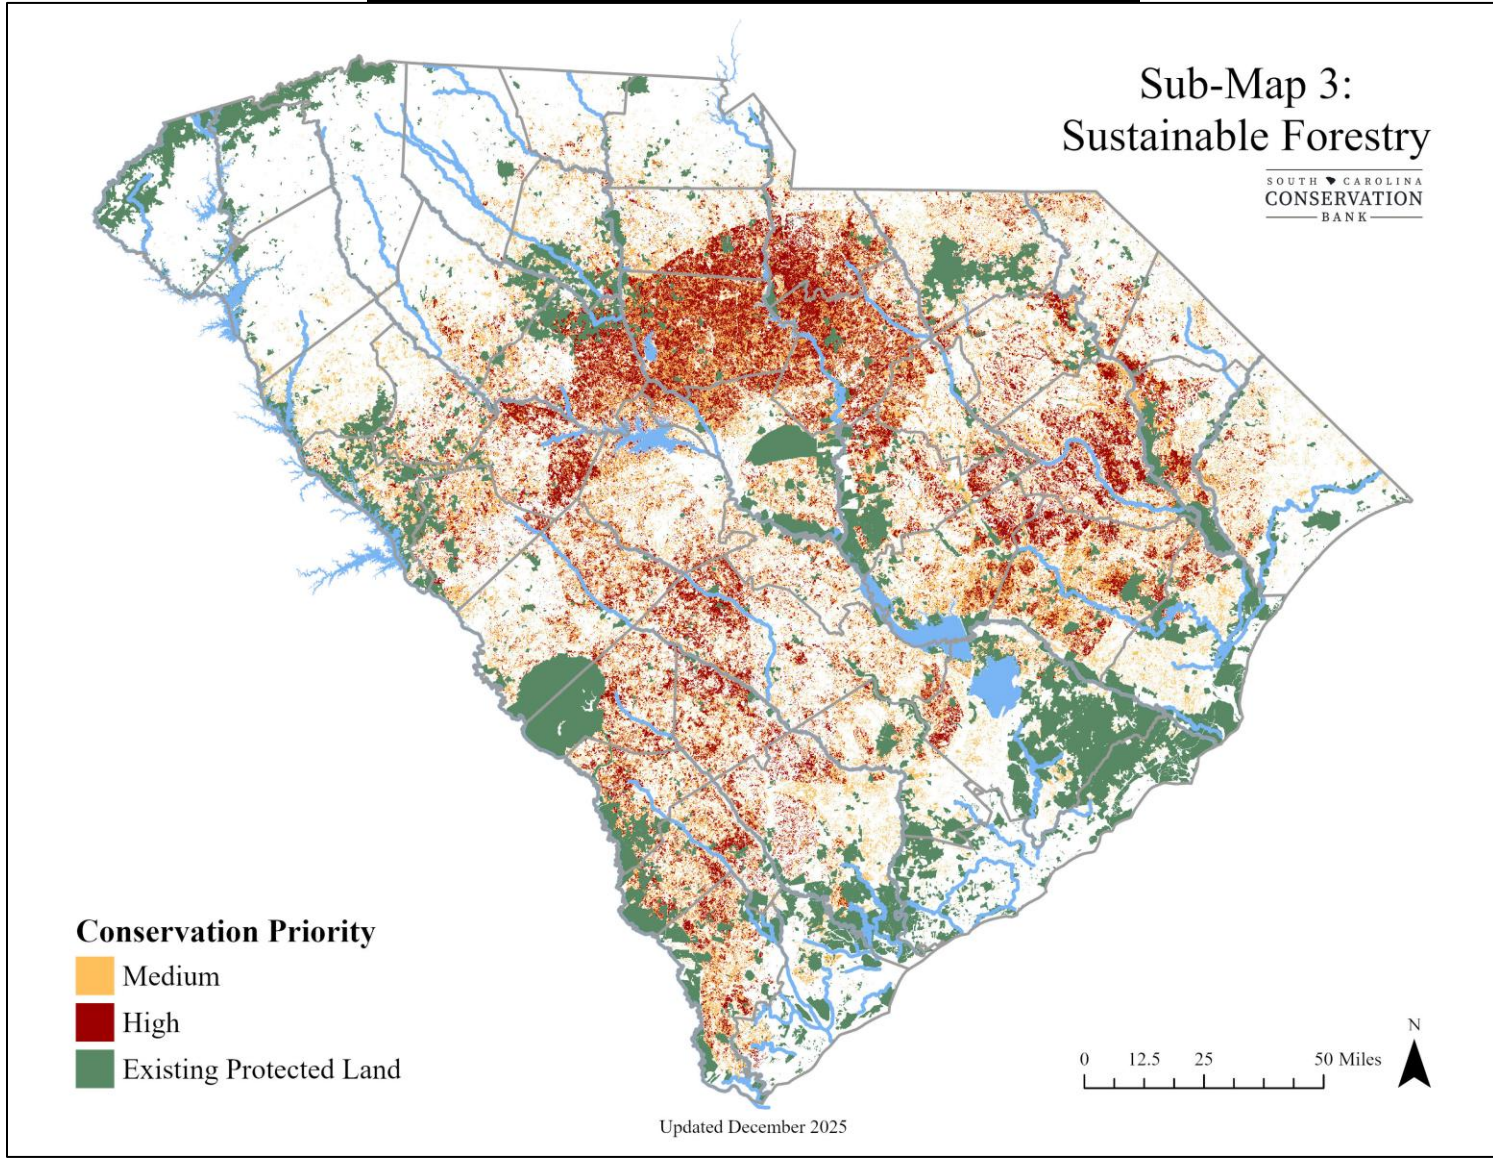 Sub-Map 3:
Sustainable Forestry
SOUTH CAROLINA
CONSERVATION
BANK
Conservation Priority
Medium
High
Existing Protected Land
N
0 12.5 25 50 Miles
Updated December 2025